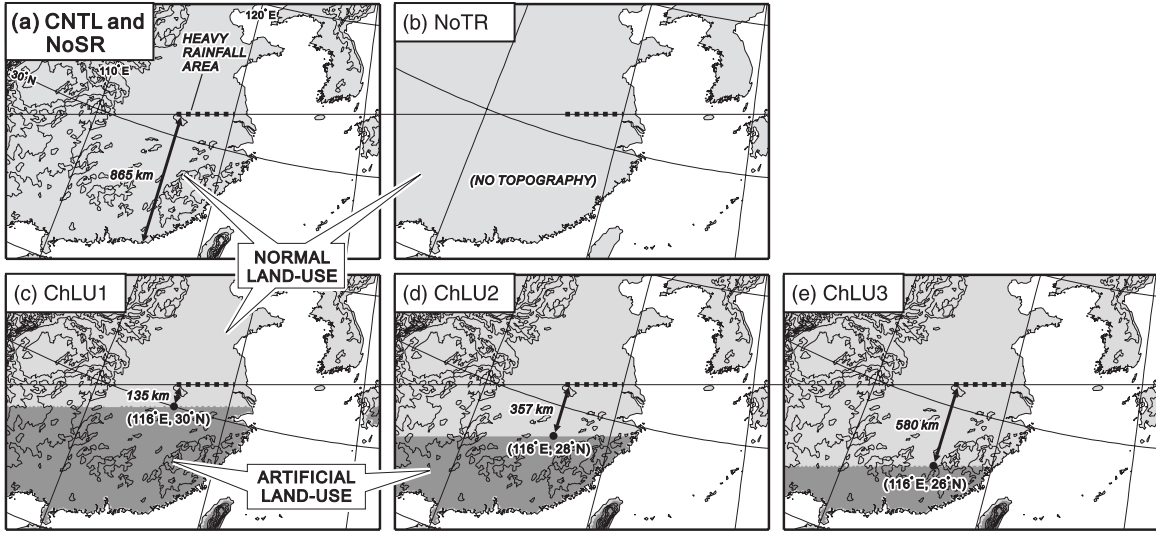 (a) CNTL and
NoSR
120°E
HEAVY
RAINFALL
AREA
30°N
110°E
865 km
(b) NoTR
(NO TOPOGRAPHY)
NORMAL
LAND-USE
(c) ChLU1
135 km
(116°E, 30°N)
(d) ChLU2
357 km
(116°E, 28°N)
(e) ChLU3
580 km
(116°E, 26°N)
ARTIFICIAL
LAND-USE